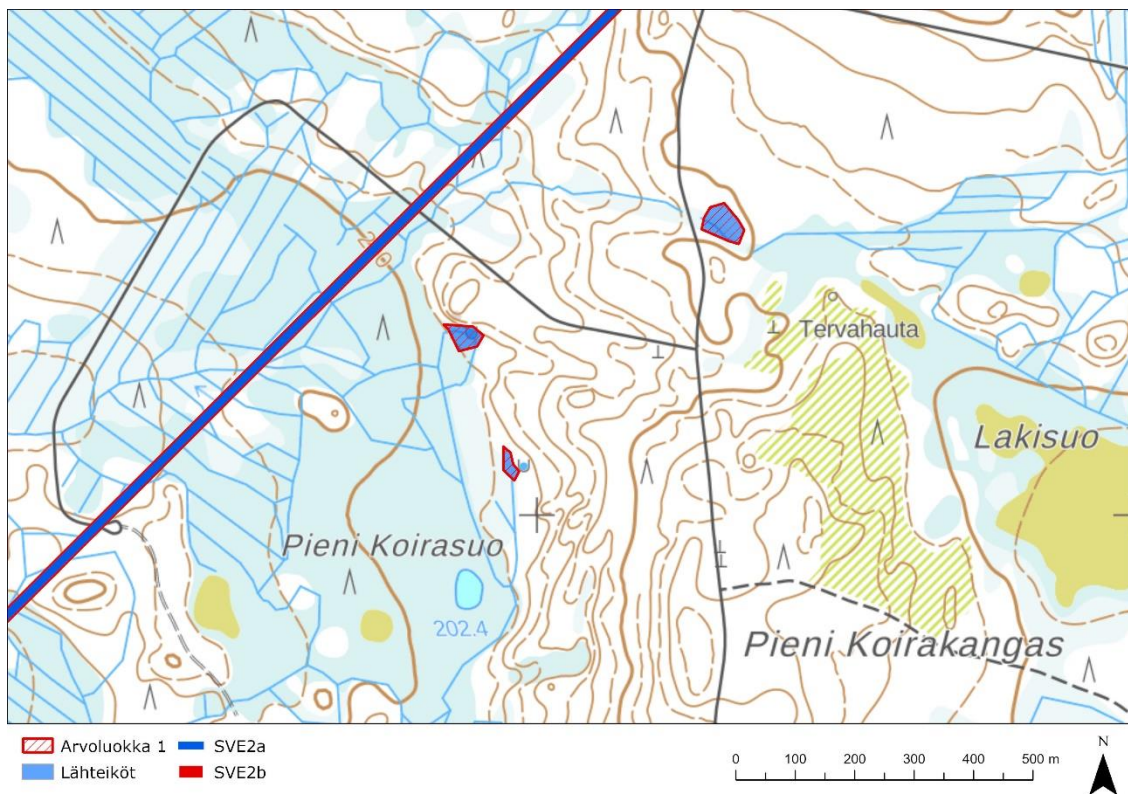 Tervahauta
Lakisuo
Pieni Koirasuo
202.4
Pieni Koirakangas
Arvoluokka 1
SVE2a
Lähteiköt
SVE2b
0 100 200 300 400 500 m
N